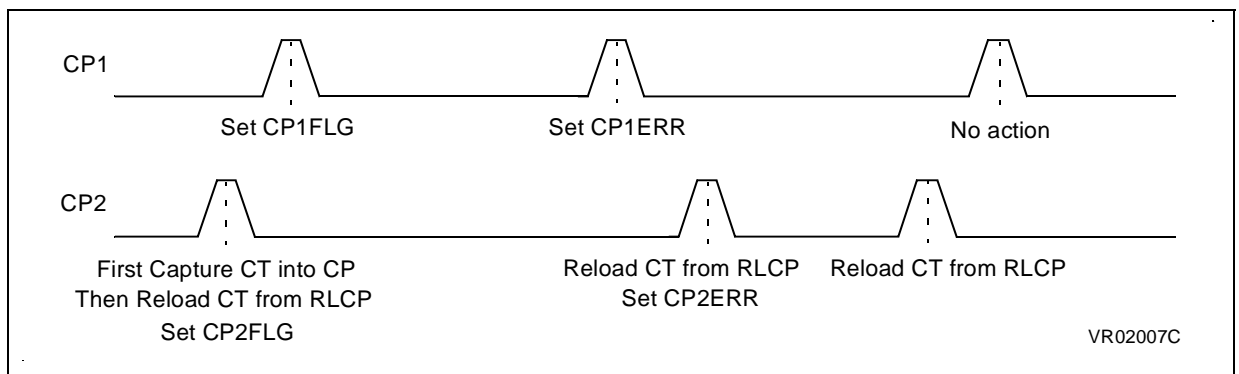 CP1
Set CP1FLG
Set CP1ERR
No action
CP2
First Capture CT into CP
Then Reload CT from RLCP
Set CP2FLG
Reload CT from RLCP
Set CP2ERR
Reload CT from RLCP
VR02007C